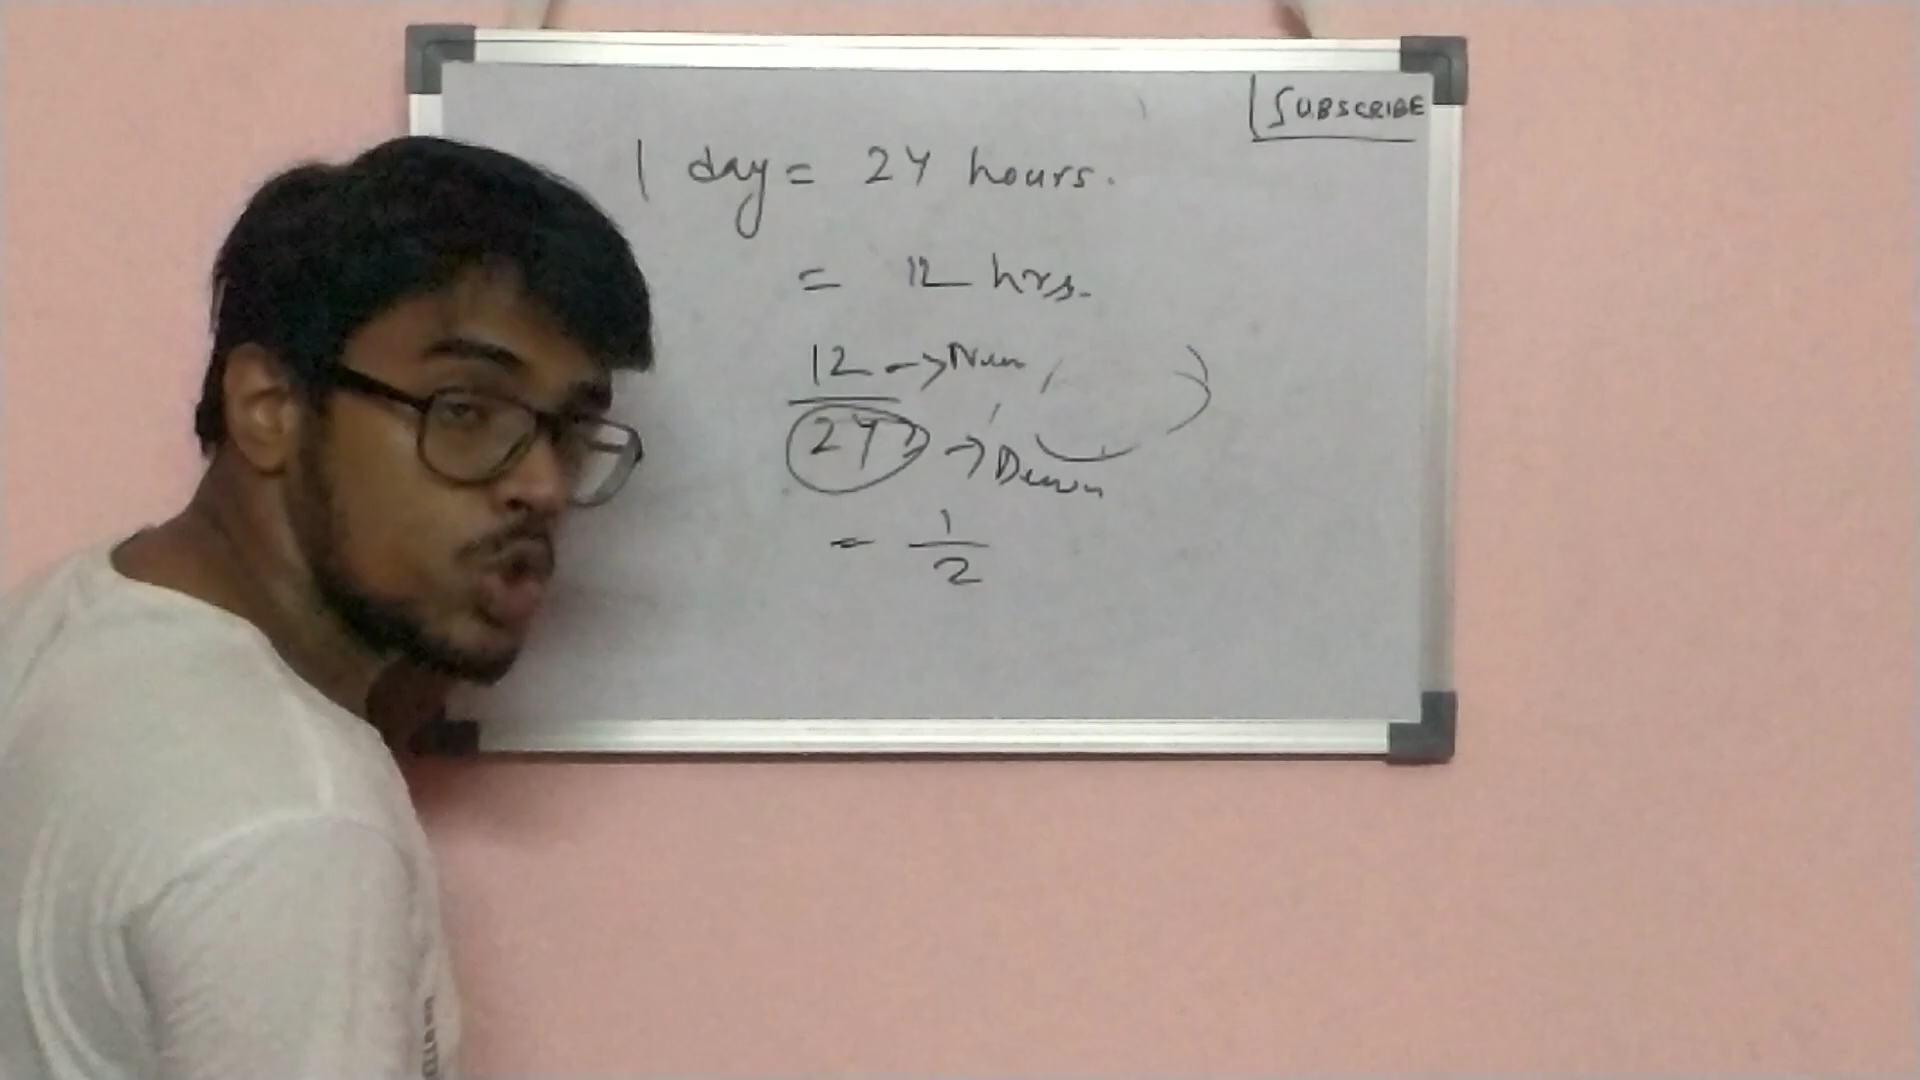 SUBSCRIBE
1 day = 24 hours.
= 12 hrs.
12 → Num
24 → Denom
= 1/2